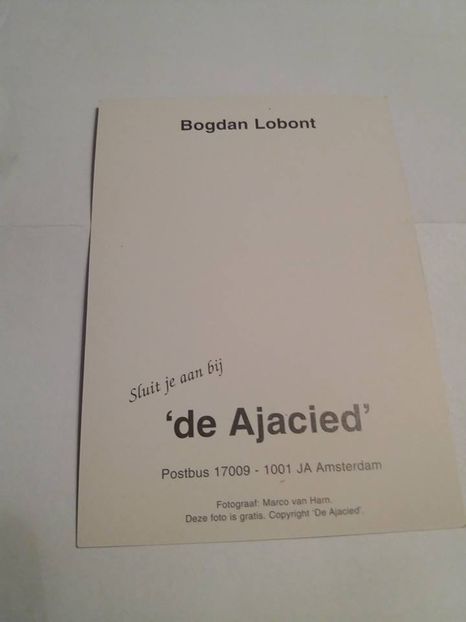 Bogdan Lobont
Sluit je aan bij
'de Ajacied'
Postbus 17009 - 1001 JA Amsterdam
Fotograaf: Marco van Ham.
Deze foto is gratis. Copyright 'De Ajacied'.